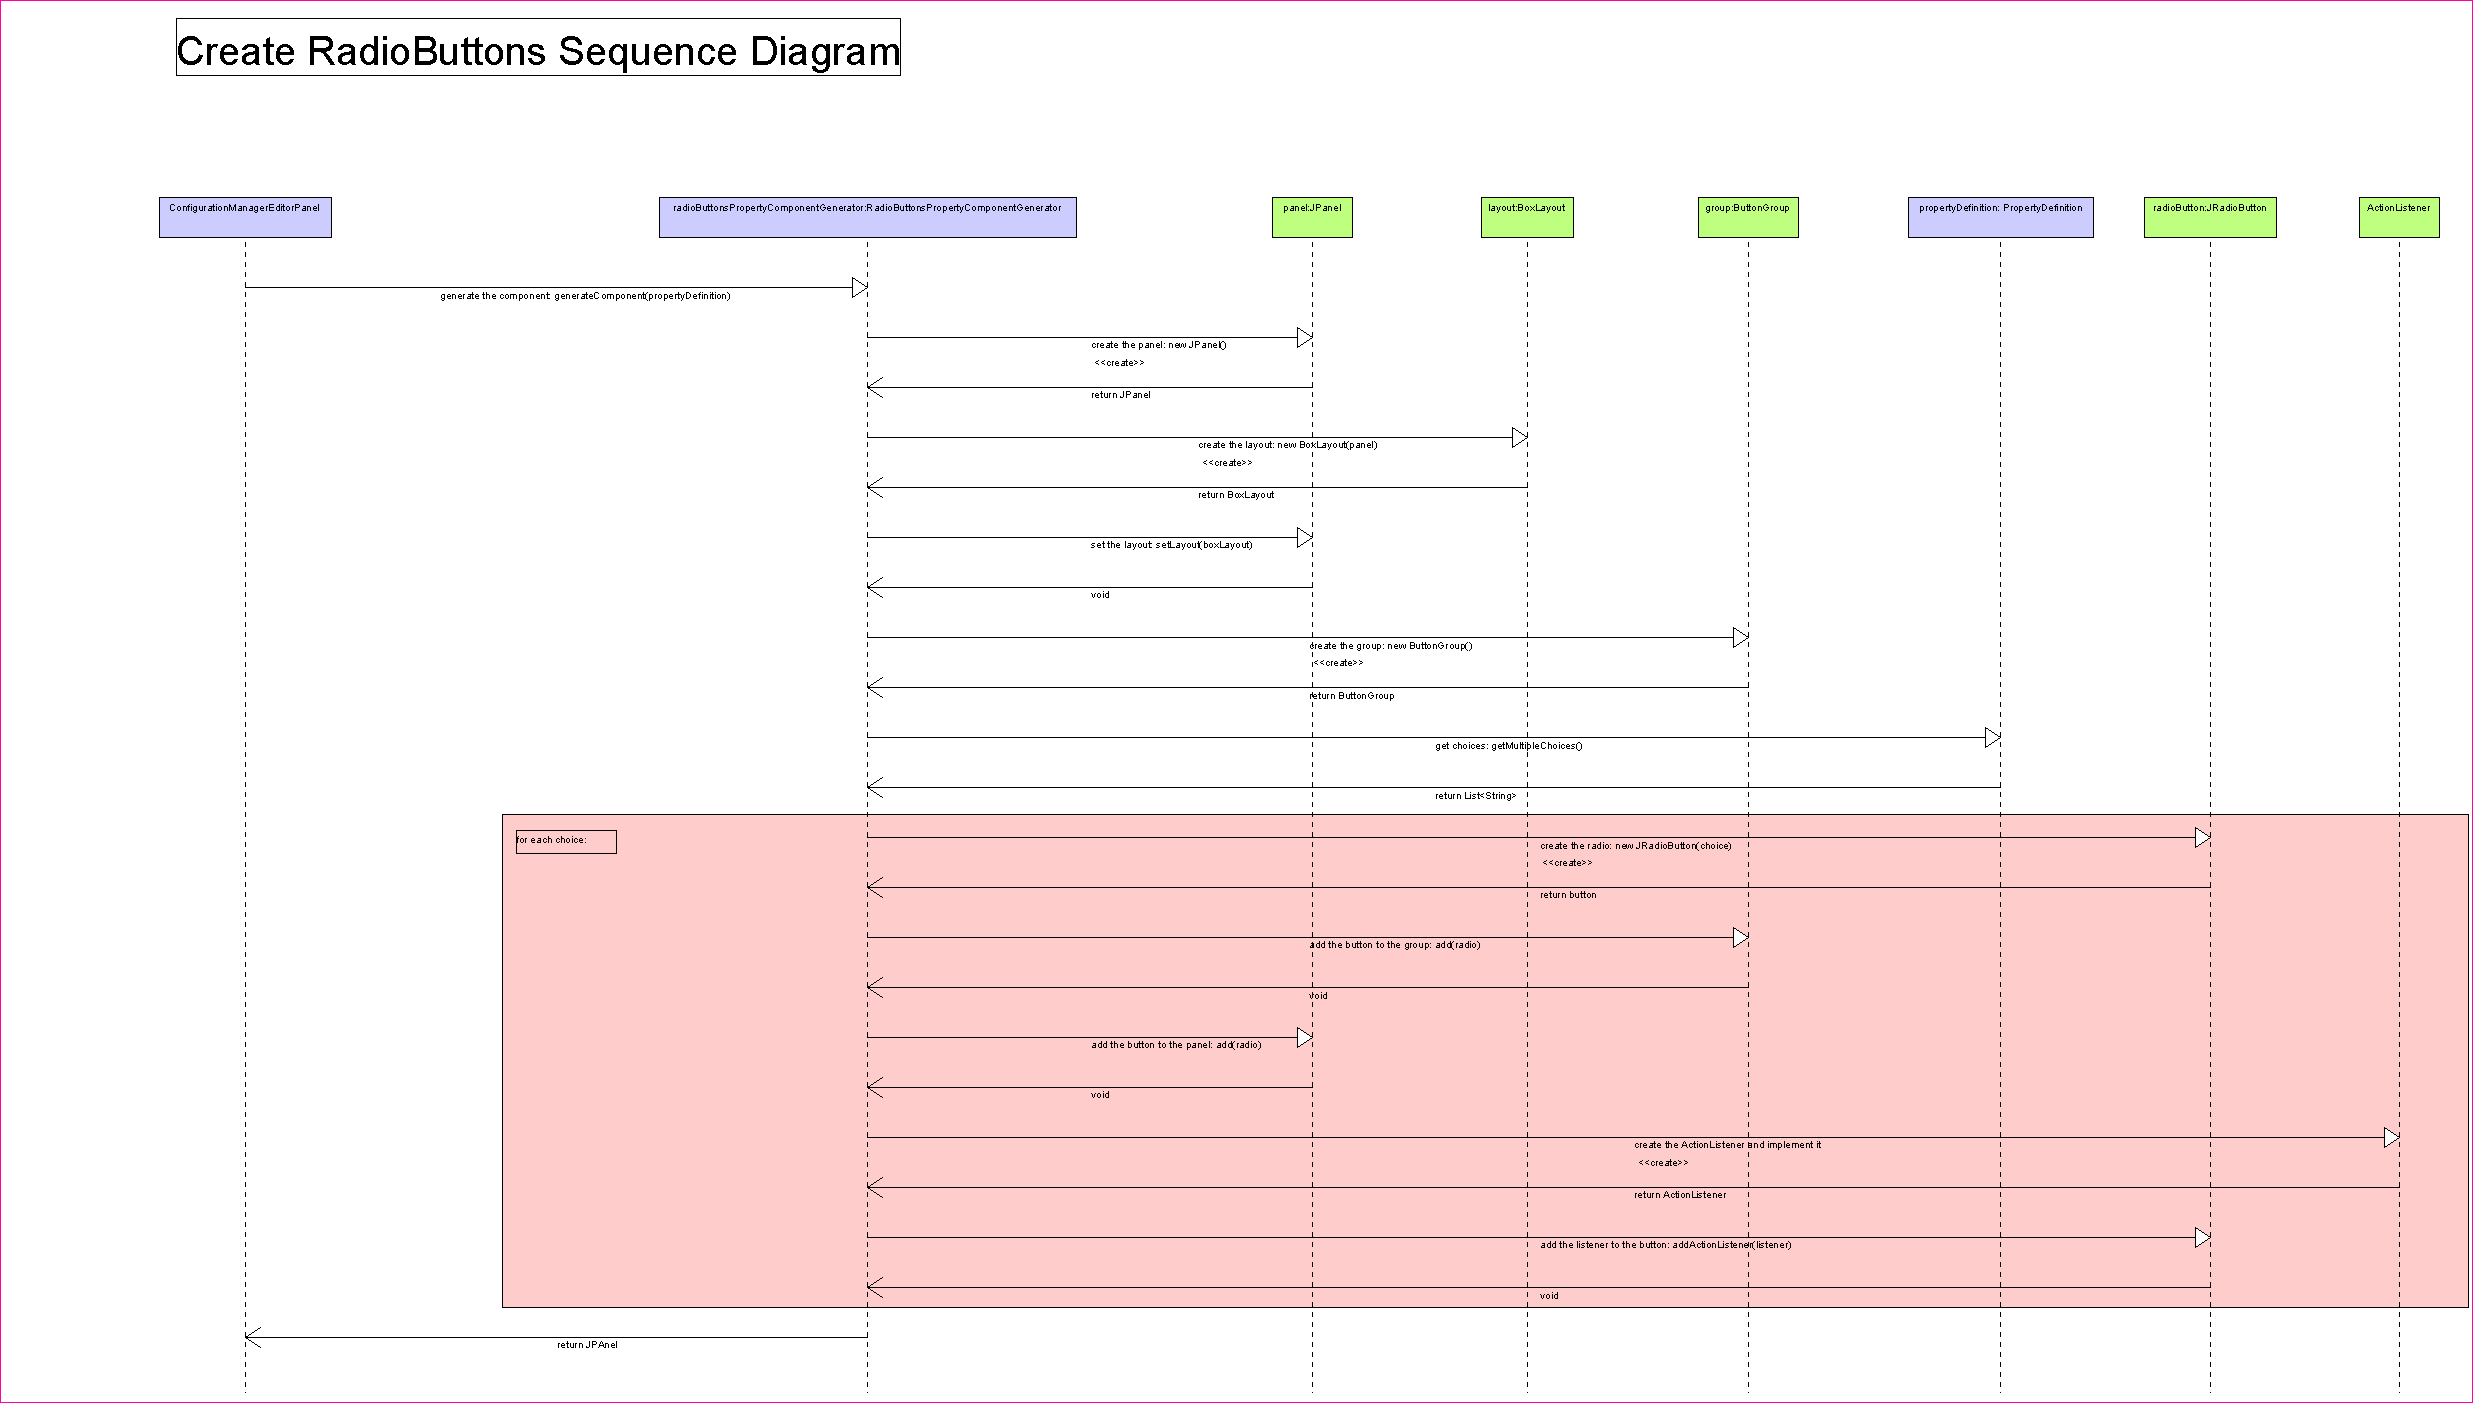 Create RadioButtons Sequence Diagram
ConfigurationManagerEditorPanel
radioButtonsPropertyComponentGenerator:RadioButtonsPropertyComponentGenerator
panel:JPanel
layout:BoxLayout
group:ButtonGroup
propertyDefinition: PropertyDefinition
radioButton:JRadioButton
ActionListener
generate the component: generateComponent(propertyDefinition)
create the panel: new JPanel()
<<create>>
return JPanel
create the layout: new BoxLayout(panel)
<<create>>
return BoxLayout
set the layout: setLayout(boxLayout)
void
create the group: new ButtonGroup()
<<create>>
return ButtonGroup
get choices: getMultipleChoices()
return List<String>
for each choice:
create the radio: new JRadioButton(choice)
<<create>>
return button
add the button to the group: add(radio)
void
add the button to the panel: add(radio)
void
create the ActionListener and implement it
<<create>>
return ActionListener
add the listener to the button: addActionListener(listener)
void
return JPAnel